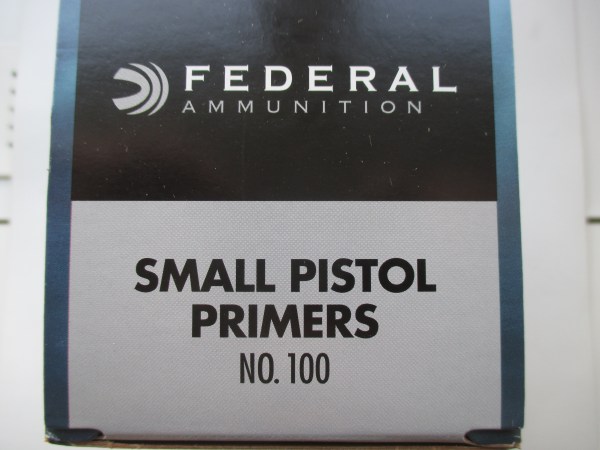 FEDERAL
AMMUNITION
SMALL PISTOL
PRIMERS
NO. 100